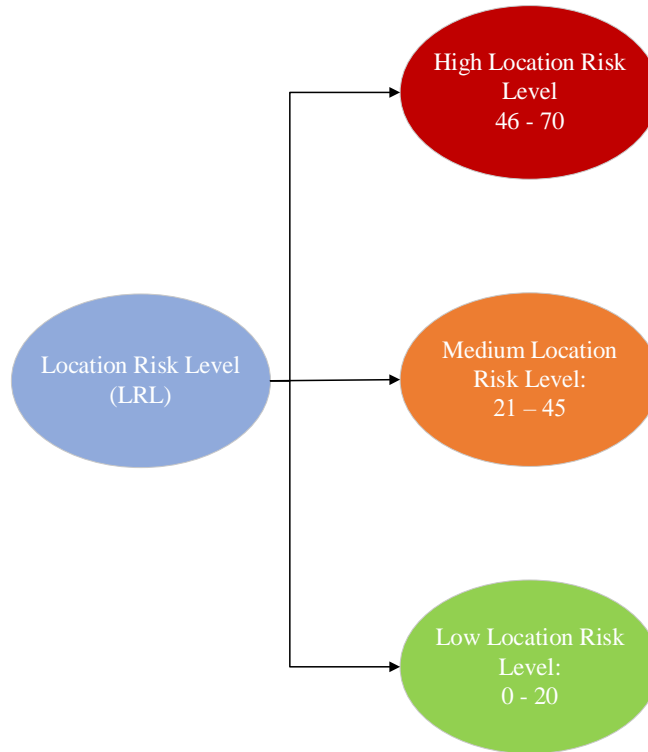 High Location Risk
Level
46 - 70
Location Risk Level
(LRL)
Medium Location
Risk Level:
21 – 45
Low Location Risk
Level:
0 - 20